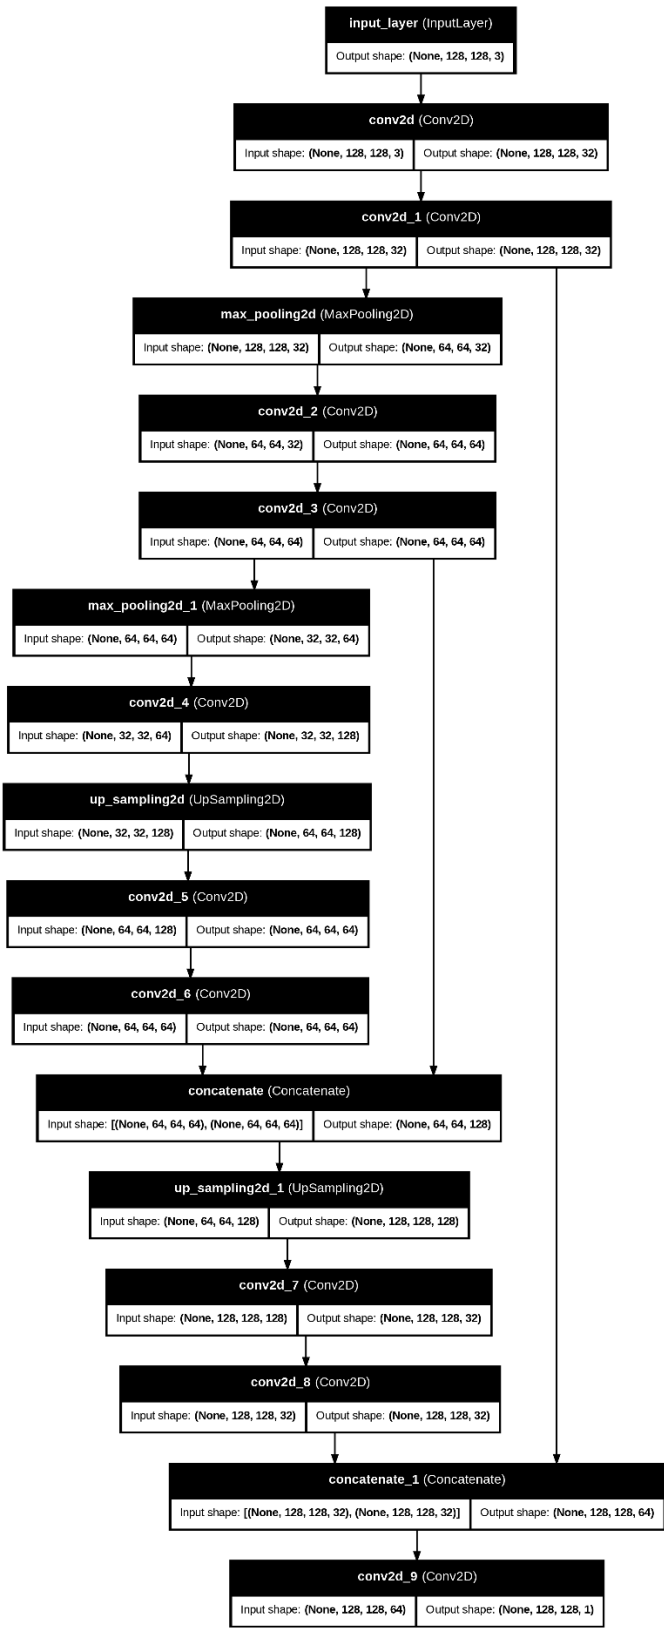 input_layer (InputLayer)
Output shape: (None, 128, 128, 3)
conv2d (Conv2D)
Input shape: (None, 128, 128, 3) Output shape: (None, 128, 128, 32)
conv2d_1 (Conv2D)
Input shape: (None, 128, 128, 32) Output shape: (None, 128, 128, 32)
max_pooling2d (MaxPooling2D)
Input shape: (None, 128, 128, 32) Output shape: (None, 64, 64, 32)
conv2d_2 (Conv2D)
Input shape: (None, 64, 64, 32) Output shape: (None, 64, 64, 64)
conv2d_3 (Conv2D)
Input shape: (None, 64, 64, 64) Output shape: (None, 64, 64, 64)
max_pooling2d_1 (MaxPooling2D)
Input shape: (None, 64, 64, 64) Output shape: (None, 32, 32, 64)
conv2d_4 (Conv2D)
Input shape: (None, 32, 32, 64) Output shape: (None, 32, 32, 128)
up_sampling2d (UpSampling2D)
Input shape: (None, 32, 32, 128) Output shape: (None, 64, 64, 128)
conv2d_5 (Conv2D)
Input shape: (None, 64, 64, 128) Output shape: (None, 64, 64, 64)
conv2d_6 (Conv2D)
Input shape: (None, 64, 64, 64) Output shape: (None, 64, 64, 64)
concatenate (Concatenate)
Input shape: [(None, 64, 64, 64), (None, 64, 64, 64)] Output shape: (None, 64, 64, 128)
up_sampling2d_1 (UpSampling2D)
Input shape: (None, 64, 64, 128) Output shape: (None, 128, 128, 128)
conv2d_7 (Conv2D)
Input shape: (None, 128, 128, 128) Output shape: (None, 128, 128, 32)
conv2d_8 (Conv2D)
Input shape: (None, 128, 128, 32) Output shape: (None, 128, 128, 32)
concatenate_1 (Concatenate)
Input shape: [(None, 128, 128, 32), (None, 128, 128, 32)] Output shape: (None, 128, 128, 64)
conv2d_9 (Conv2D)
Input shape: (None, 128, 128, 64) Output shape: (None, 128, 128, 1)